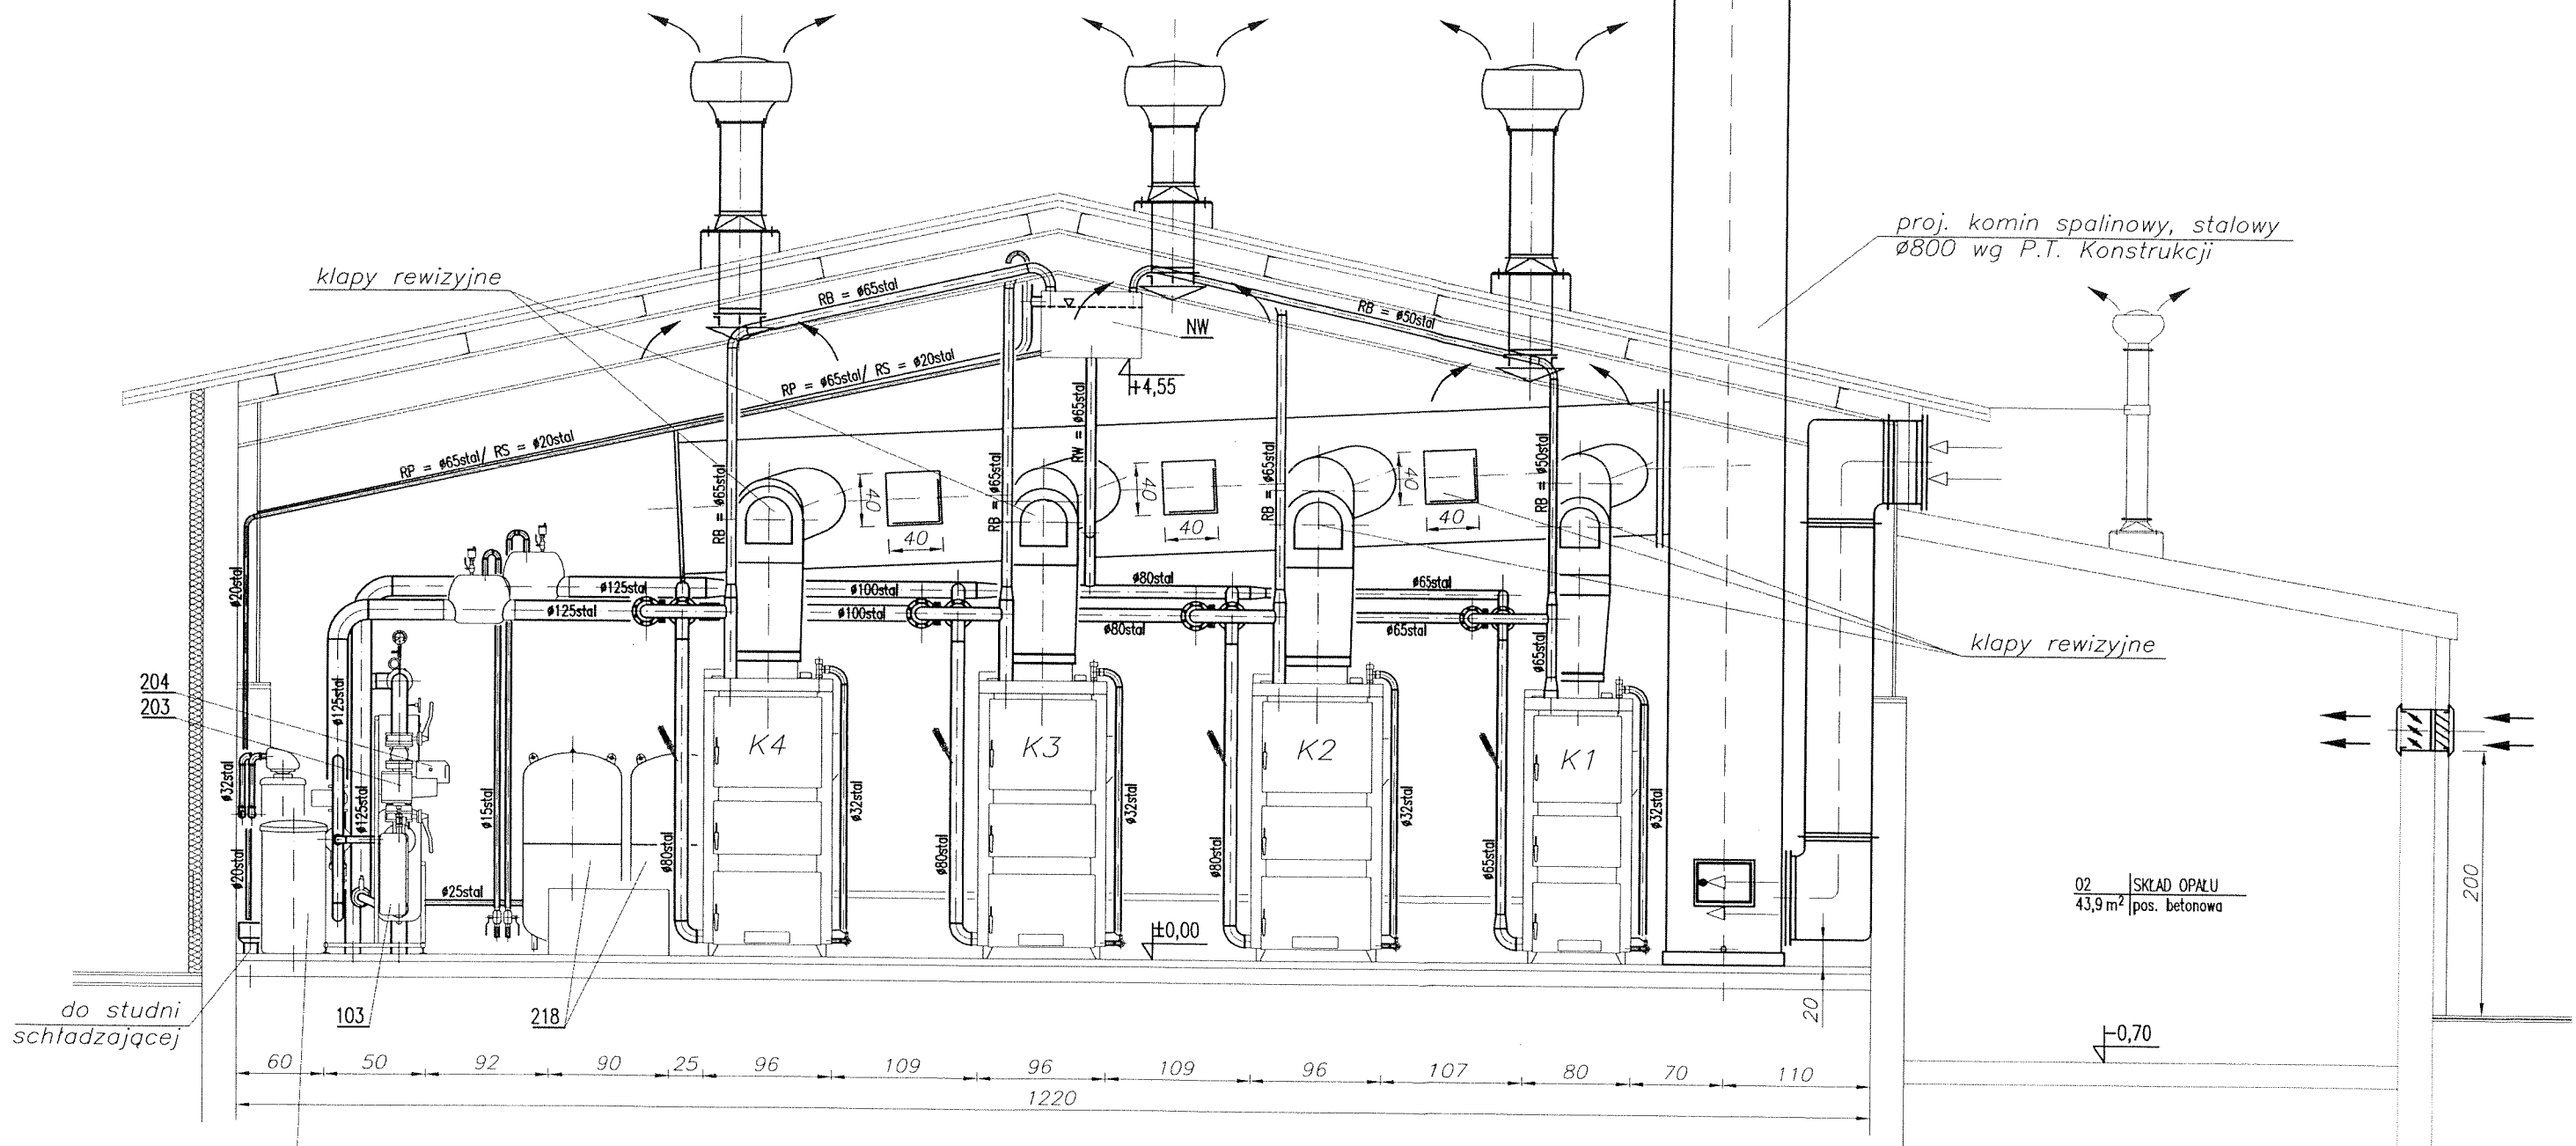 proj. komin spalinowy, stalowy
Ø800 wg P.T. Konstrukcji
klapy rewizyjne
RB = ø65stal
RB = ø50stal
NW
+4,55
RP = ø65stal/ RS = ø20stal
RP = ø65stal/ RS = ø20stal
RB = ø65stal
RB = ø65stal
RW = ø65stal
RB = ø65stal
RB = ø50stal
40
40
40
40
40
40
ø20stal
ø125stal
ø125stal
ø100stal
ø100stal
ø80stal
ø80stal
ø65stal
ø65stal
ø65stal
klapy rewizyjne
204
203
ø125stal
ø125stal
ø32stal
ø20stal
ø15stal
ø25stal
ø80stal
K4
ø32stal
ø80stal
K3
ø32stal
ø80stal
K2
ø32stal
ø65stal
K1
ø32stal
±0,00
02 SKŁAD OPAŁU
43,9 m² pos. betonowa
200
20
-0,70
do studni
schładzającej
103
218
60 50 92 90 25 96 109 96 109 96 107 80 70 110
1220